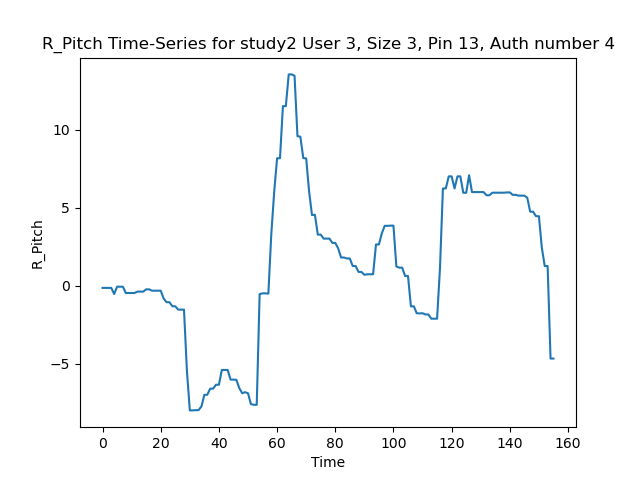 R_Pitch Time-Series for study2 User 3, Size 3, Pin 13, Auth number 4
10
5
0
−5
R_Pitch
0 20 40 60 80 100 120 140 160
Time